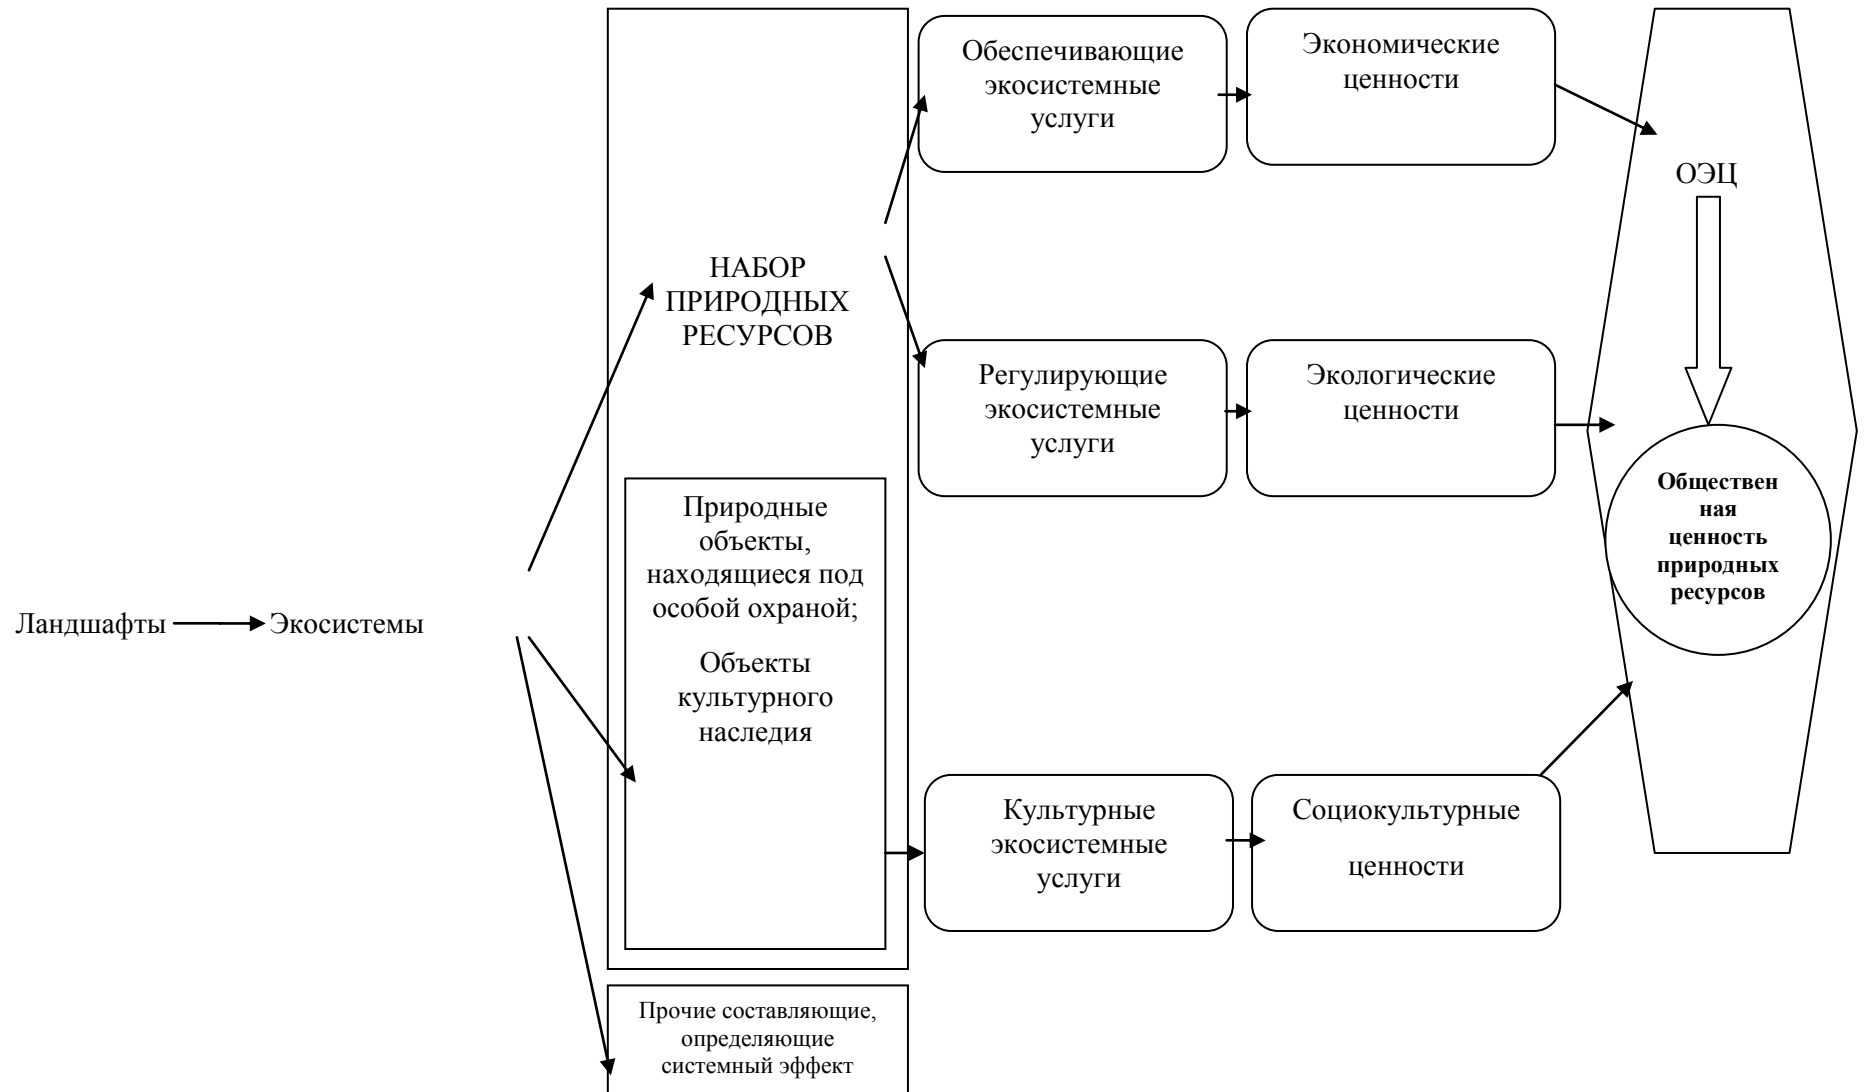 Ландшафты
Экосистемы
НАБОР
ПРИРОДНЫХ
РЕСУРСОВ
Природные
объекты,
находящиеся под
особой охраной;
Объекты
культурного
наследия
Прочие составляющие,
определяющие
системный эффект
Обеспечивающие
экосистемные
услуги
Экономические
ценности
Регулирующие
экосистемные
услуги
Экологические
ценности
Культурные
экосистемные
услуги
Социокультурные
ценности
ОЭЦ
Обществен
ная
ценность
природных
ресурсов